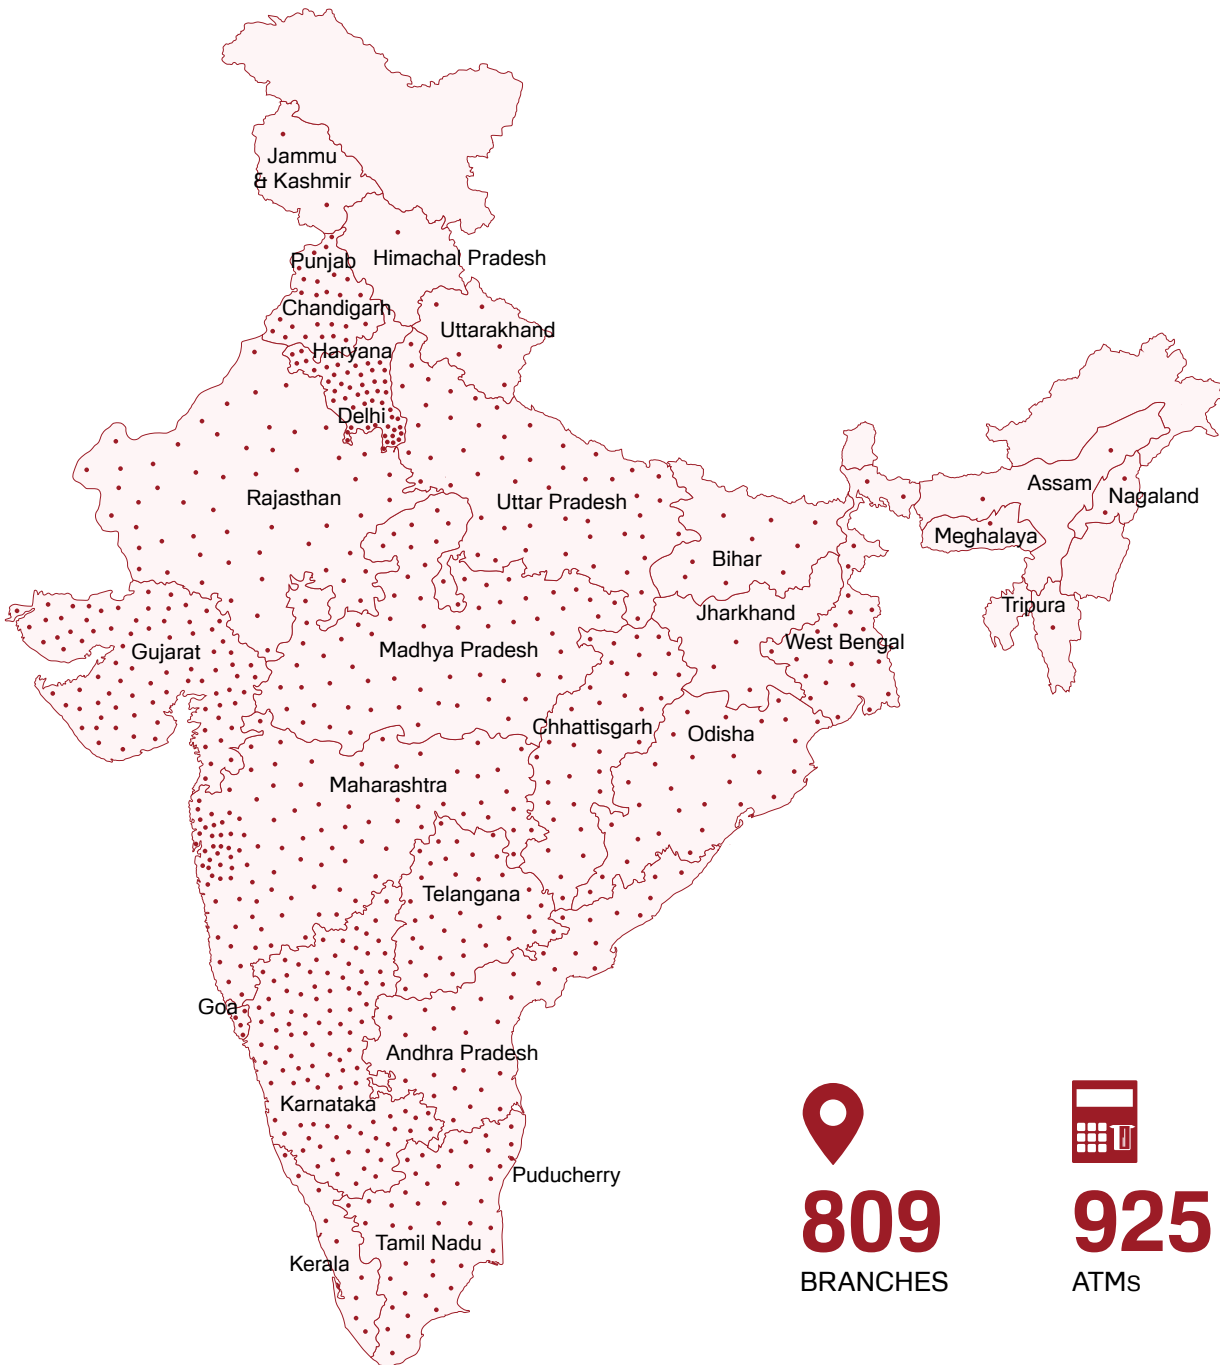 Jammu
& Kashmir
Punjab
Himachal Pradesh
Chandigarh
Uttarakhand
Haryana
Delhi
Rajasthan
Uttar Pradesh
Assam
Nagaland
Meghalaya
Bihar
Jharkhand
Tripura
Gujarat
Madhya Pradesh
West Bengal
Chhattisgarh
Odisha
Maharashtra
Telangana
Goa
Andhra Pradesh
Karnataka
Puducherry
Tamil Nadu
Kerala
809
BRANCHES
925
ATMs